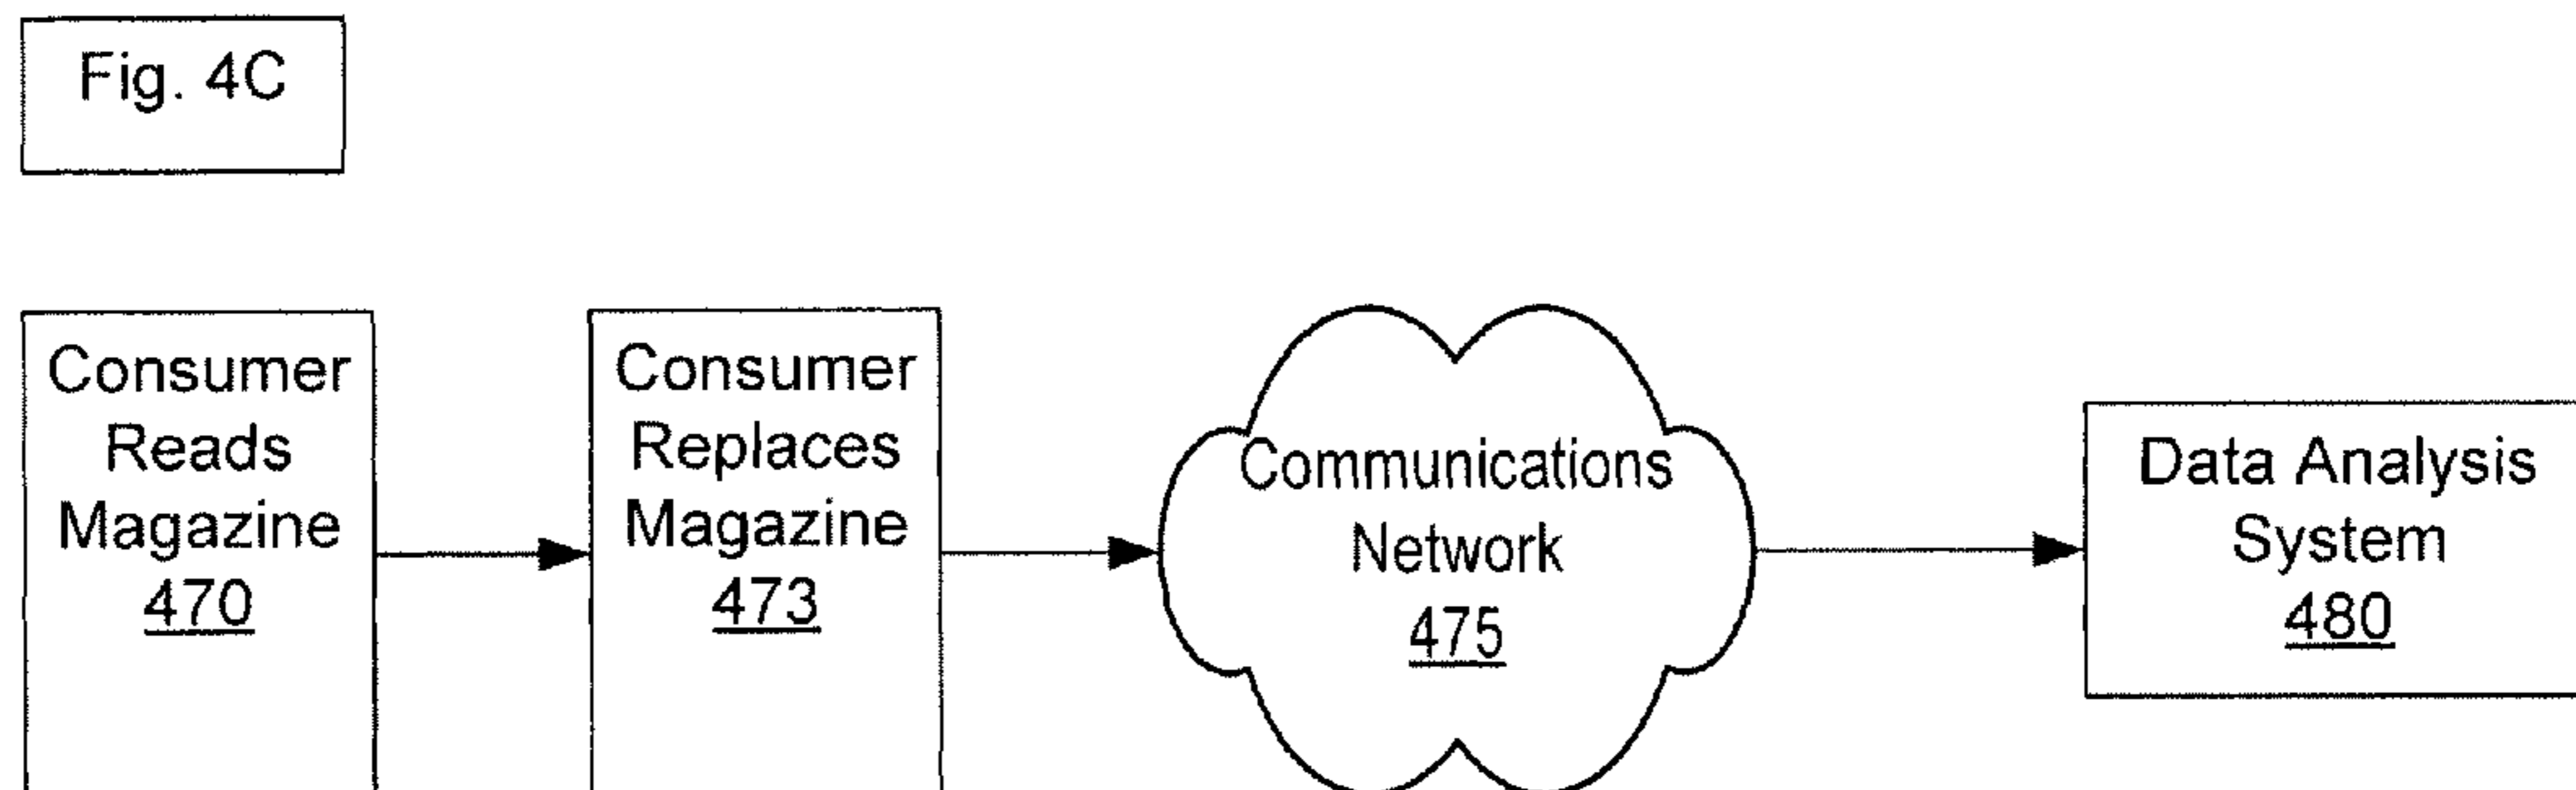 Fig. 4C
Consumer
Reads
Magazine
470
Consumer
Replaces
Magazine
473
Communications
Network
475
Data Analysis
System
480